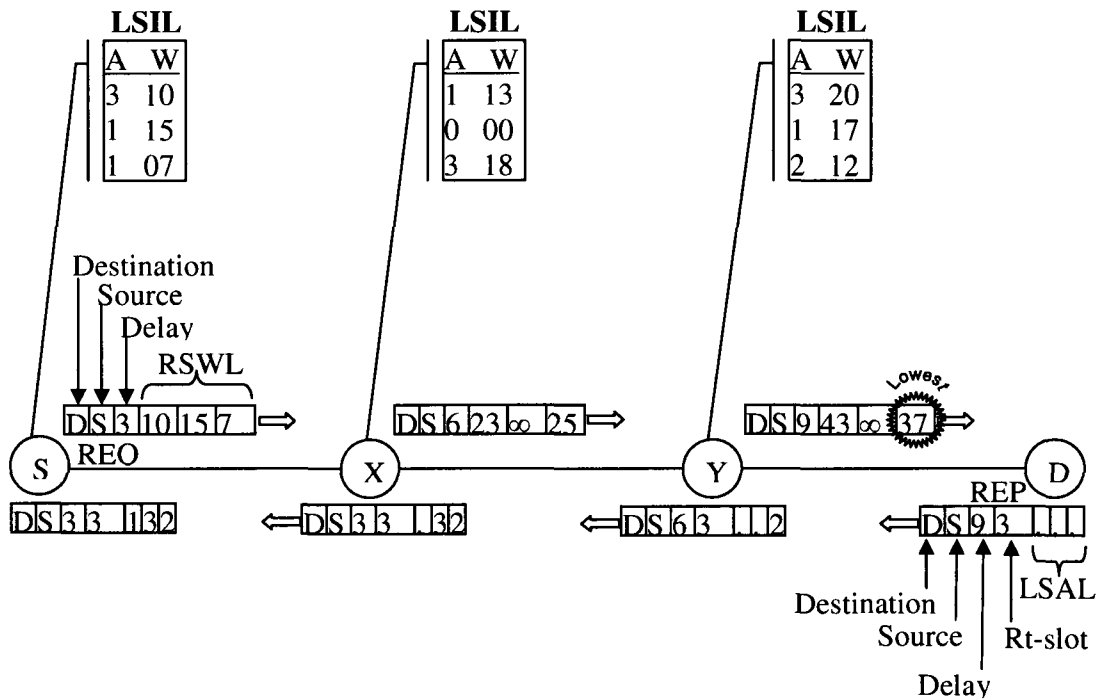 LSIL LSIL LSIL
A W A W A W
3 10 1 13 3 20
1 15 0 00 1 17
1 07 3 18 2 12
Destination
Source
Delay
RSWL
Lowest
D S 3 10 15 7
D S 6 23 ∞ 25
D S 9 43 ∞ 37
S REO X Y D
REP
D S 3 3 1 3 2
D S 3 3 . 3 2
D S 6 3 . . 2
D S 9 3 . . .
LSAL
Destination
Source
Rt-slot
Delay